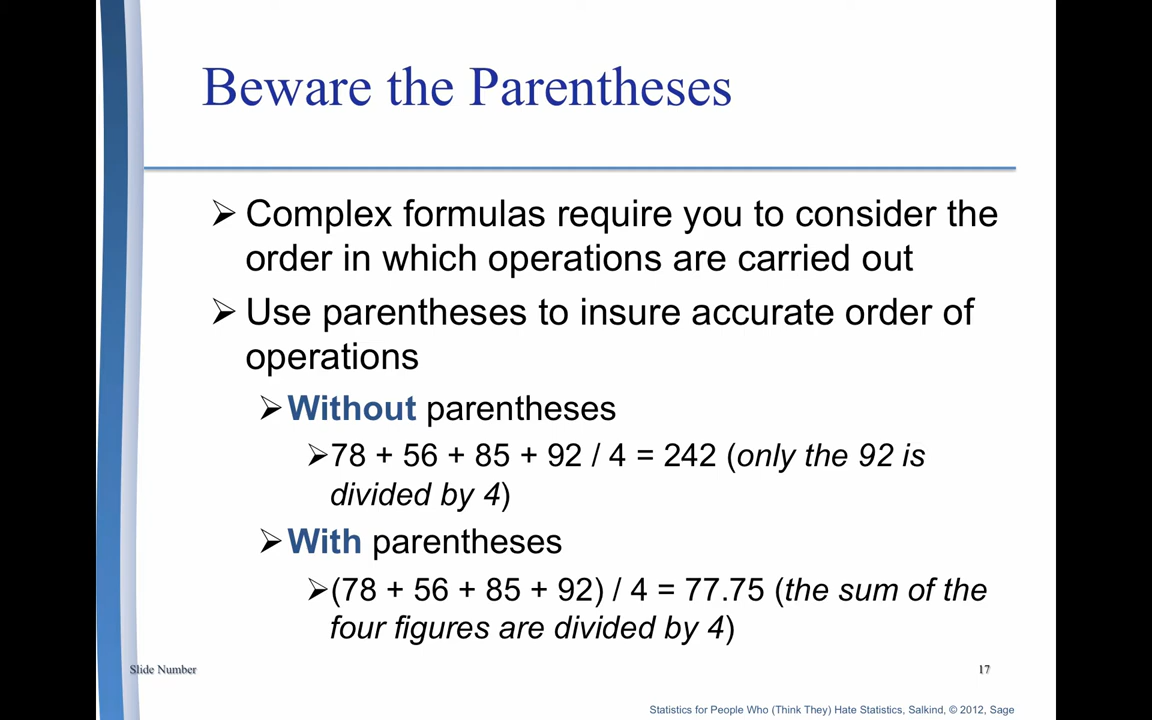 Beware the Parentheses
➢ Complex formulas require you to consider the
order in which operations are carried out
➢ Use parentheses to insure accurate order of
operations
➢ Without parentheses
➢ 78 + 56 + 85 + 92 / 4 = 242 (only the 92 is
divided by 4)
➢ With parentheses
➢ (78 + 56 + 85 + 92) / 4 = 77.75 (the sum of the
four figures are divided by 4)
Slide Number 17
Statistics for People Who (Think They) Hate Statistics, Salkind, © 2012, Sage